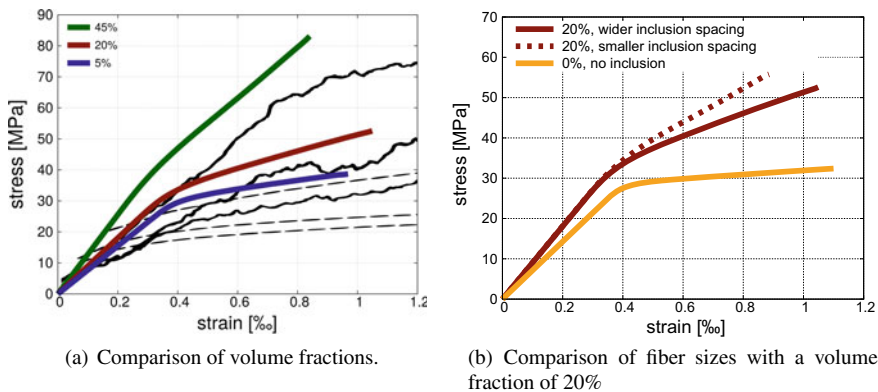 90
80
70
60
50
40
30
20
10
0
stress [MPa]
45%
20%
5%
0 0.2 0.4 0.6 0.8 1 1.2
strain [‰]
(a) Comparison of volume fractions.
70
60
50
40
30
20
10
0
stress [MPa]
20%, wider inclusion spacing
20%, smaller inclusion spacing
0%, no inclusion
0 0.2 0.4 0.6 0.8 1 1.2
strain [‰]
(b) Comparison of fiber sizes with a volume
fraction of 20%